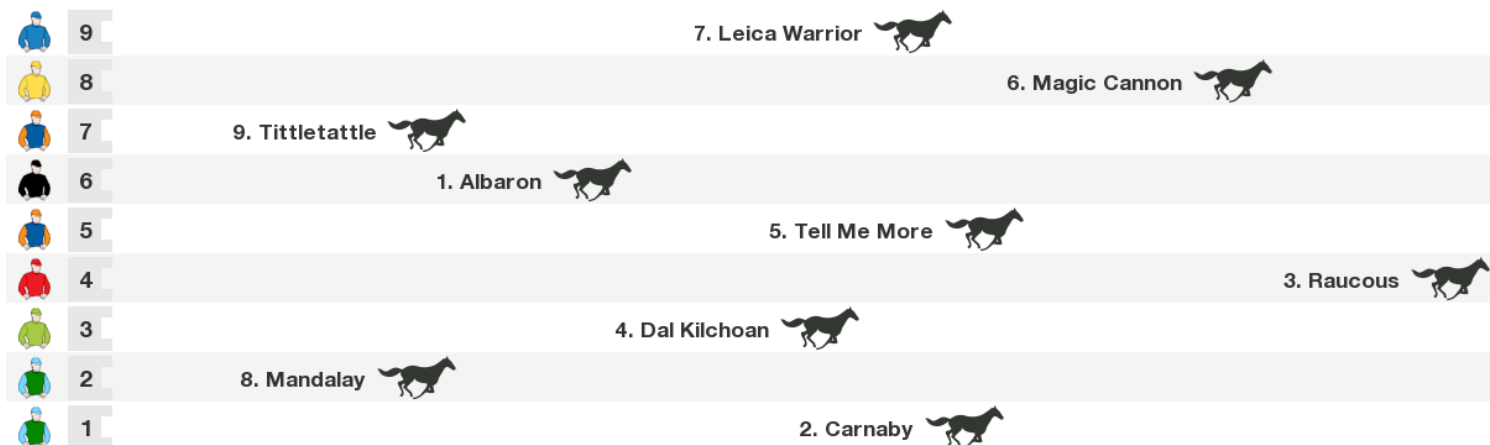 9 7. Leica Warrior
8 6. Magic Cannon
7 9. Tittletattle
6 1. Albaron
5 5. Tell Me More
4 3. Raucous
3 4. Dal Kilchoan
2 8. Mandalay
1 2. Carnaby